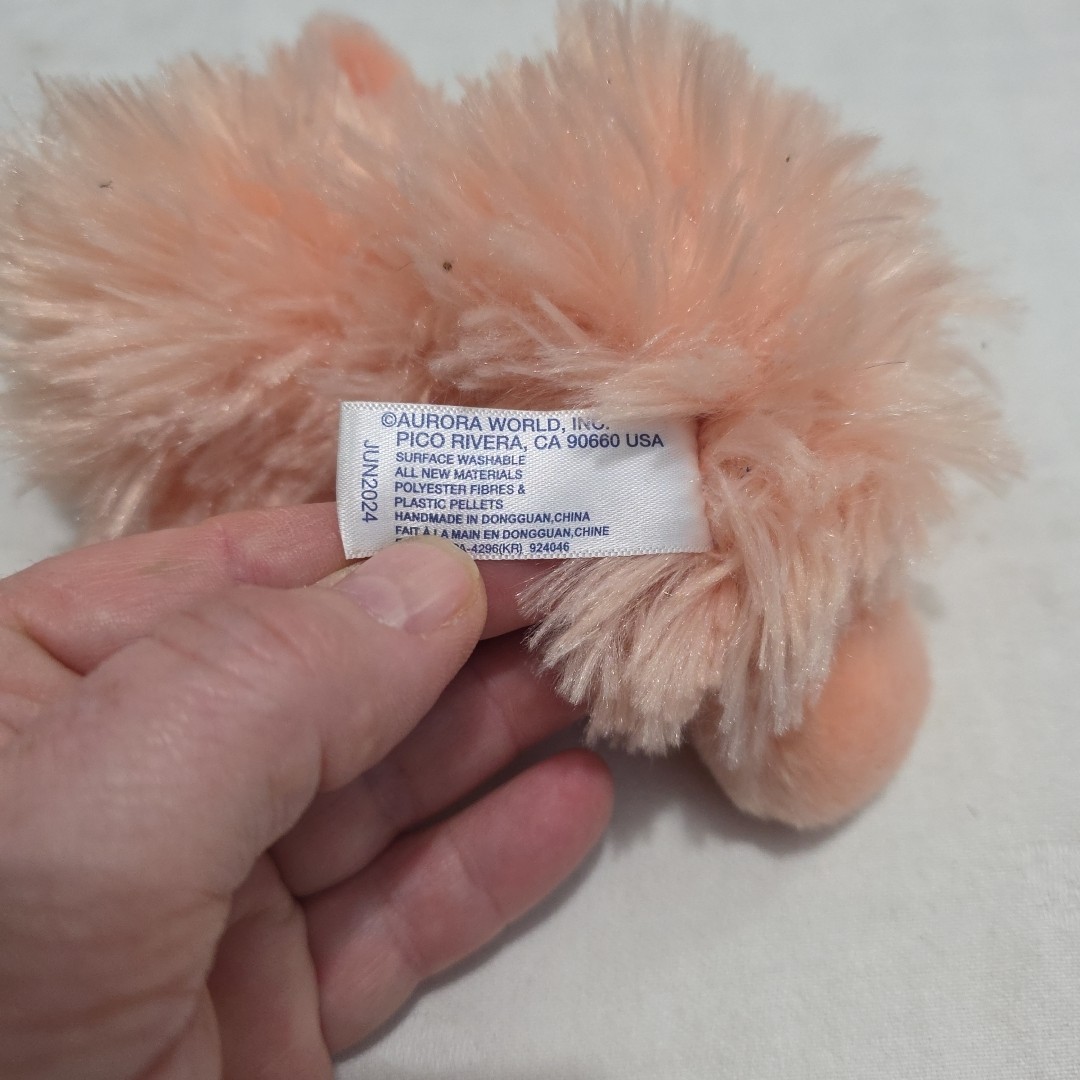 ©AURORA WORLD, INC.
PICO RIVERA, CA 90660 USA
SURFACE WASHABLE
ALL NEW MATERIALS
POLYESTER FIBRES &
PLASTIC PELLETS
HANDMADE IN DONGGUAN,CHINA
FAIT À LA MAIN EN DONGGUAN,CHINE
-4296(KR) 924046
JUN2024